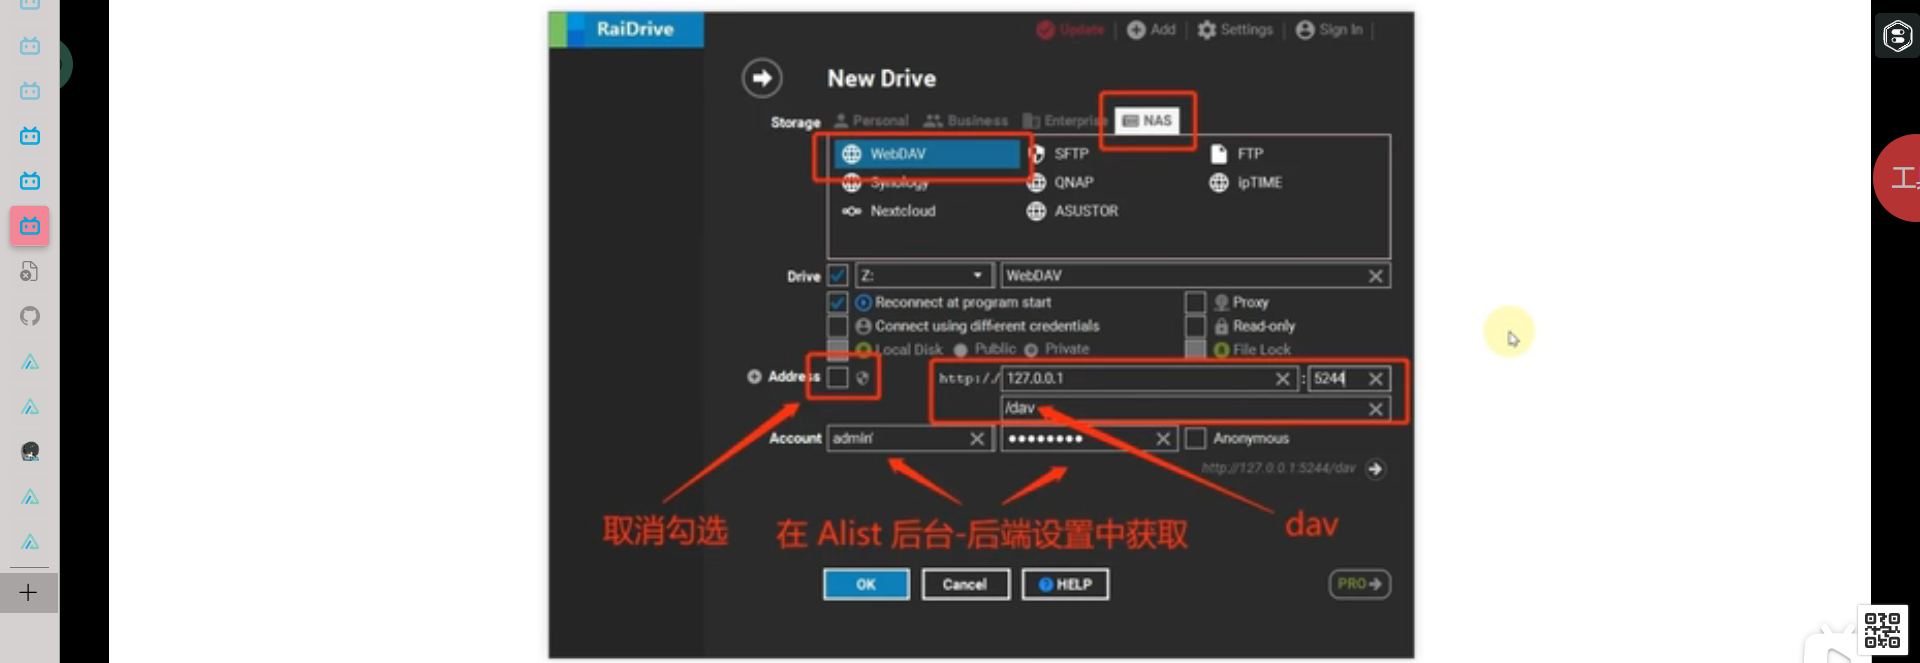 RaiDrive
Update
Add
Settings
Sign In
New Drive
Storage
Personal
Business
Enterprise
NAS
WebDAV
SFTP
FTP
Synology
QNAP
ipTIME
Nextcloud
ASUSTOR
Drive
Z:
WebDAV
Reconnect at program start
Proxy
Connect using different credentials
Read-only
Local Disk
Public
Private
File Lock
Address
http://
127.0.0.1
:
5244
/dav
Account
admin'
Anonymous
http://127.0.0.1:5244/dav
取消勾选
在 Alist 后台-后端设置中获取
dav
OK
Cancel
HELP
PRO